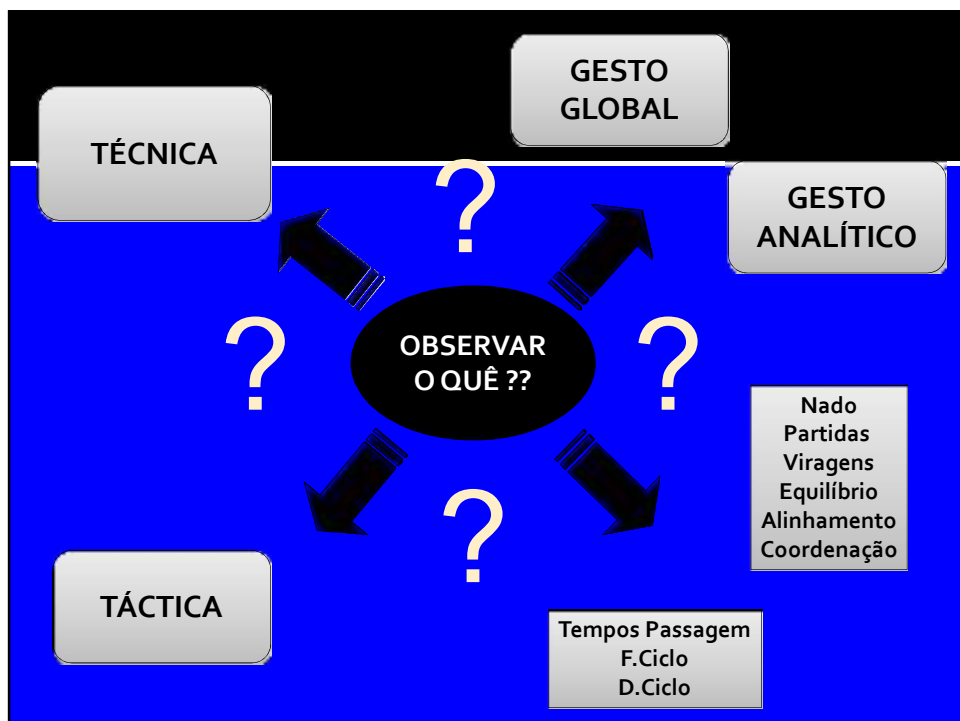 GESTO
GLOBAL
TÉCNICA
?
GESTO
ANALÍTICO
?
OBSERVAR
O QUÊ ??
?
Nado
Partidas
Viragens
Equilíbrio
Alinhamento
Coordenação
?
TÁCTICA
Tempos Passagem
F.Ciclo
D.Ciclo